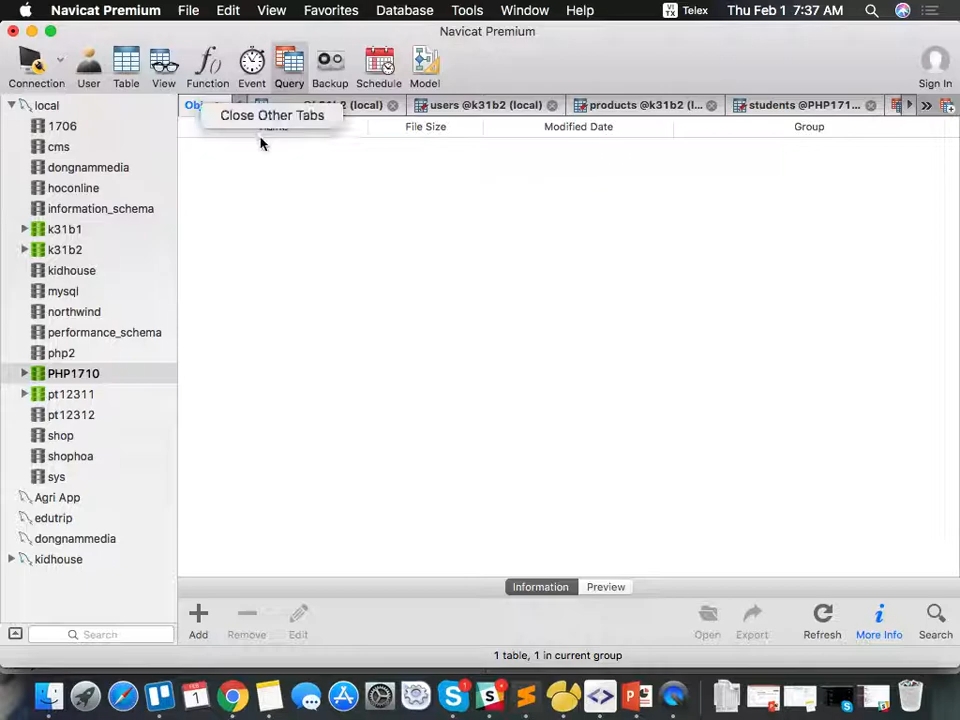 Navicat Premium File Edit View Favorites Database Tools Window Help VI TX Telex Thu Feb 1 7:37 AM
Navicat Premium
Connection User Table View Function Event Query Backup Schedule Model Sign In
(local) users @k31b2 (local) products @k31b2 (l... students @PHP171...
Close Other Tabs
File Size Modified Date Group
local
1706
cms
dongnammedia
hoconline
information_schema
k31b1
k31b2
kidhouse
mysql
northwind
performance_schema
php2
PHP1710
pt12311
pt12312
shop
shophoa
sys
Agri App
edutrip
dongnammedia
kidhouse
Information Preview
Search
Add Remove Edit Open Export Refresh More Info Search
1 table, 1 in current group